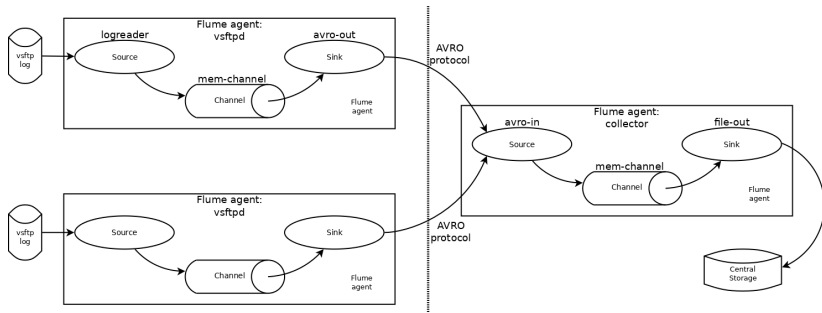 Flume agent:
vsftpd
logreader
avro-out
vsftp
log
Source
Sink
mem-channel
Channel
Flume
agent
AVRO
protocol
Flume agent:
collector
avro-in
file-out
Source
Sink
mem-channel
Channel
Flume
agent
Flume agent:
vsftpd
vsftp
log
Source
Sink
Channel
Flume
agent
AVRO
protocol
Central
Storage